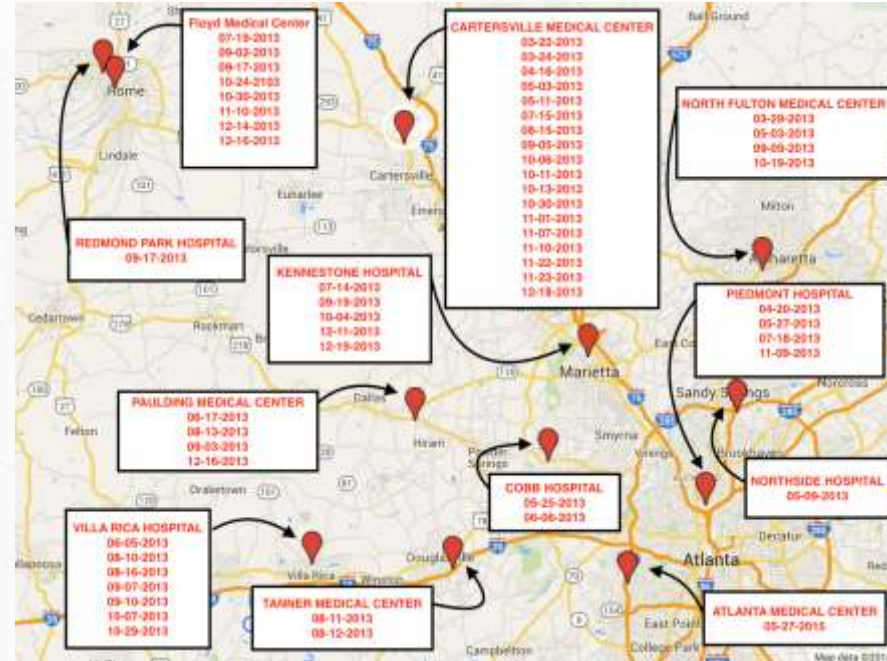 Floyd Medical Center
07-19-2013
09-02-2013
09-17-2013
10-24-2103
10-30-2013
11-10-2013
12-14-2013
12-16-2013
CARTERSVILLE MEDICAL CENTER
03-23-2013
03-24-2013
04-16-2013
05-03-2013
05-11-2013
07-15-2013
08-15-2013
09-05-2013
10-06-2013
10-11-2013
10-13-2013
10-30-2013
11-01-2013
11-07-2013
11-10-2013
11-22-2013
11-23-2013
12-18-2013
Ball Ground
NORTH FULTON MEDICAL CENTER
03-29-2013
05-03-2013
09-09-2013
10-19-2013
Rome
Lindale
Cartersville
Euharlee
Milton
REDMOND PARK HOSPITAL
09-17-2013
KENNESTONE HOSPITAL
07-14-2013
09-19-2013
10-04-2013
12-11-2013
12-19-2013
PIEDMONT HOSPITAL
04-20-2013
05-27-2013
07-18-2013
11-09-2013
Cedartown
Rockmart
Marietta
Sandy Springs
Norcross
PAULDING MEDICAL CENTER
06-17-2013
08-13-2013
09-03-2013
12-16-2013
Dallas
Hiram
Felton
Smyrna
Draketown
COBB HOSPITAL
05-25-2013
06-06-2013
NORTHSIDE HOSPITAL
05-09-2013
VILLA RICA HOSPITAL
06-05-2013
08-10-2013
08-16-2013
09-07-2013
09-10-2013
10-07-2013
10-29-2013
Villa Rica
Winston
Decatur
Atlanta
TANNER MEDICAL CENTER
08-11-2013
08-12-2013
ATLANTA MEDICAL CENTER
05-27-2015
East Point
College Park
Campbellton